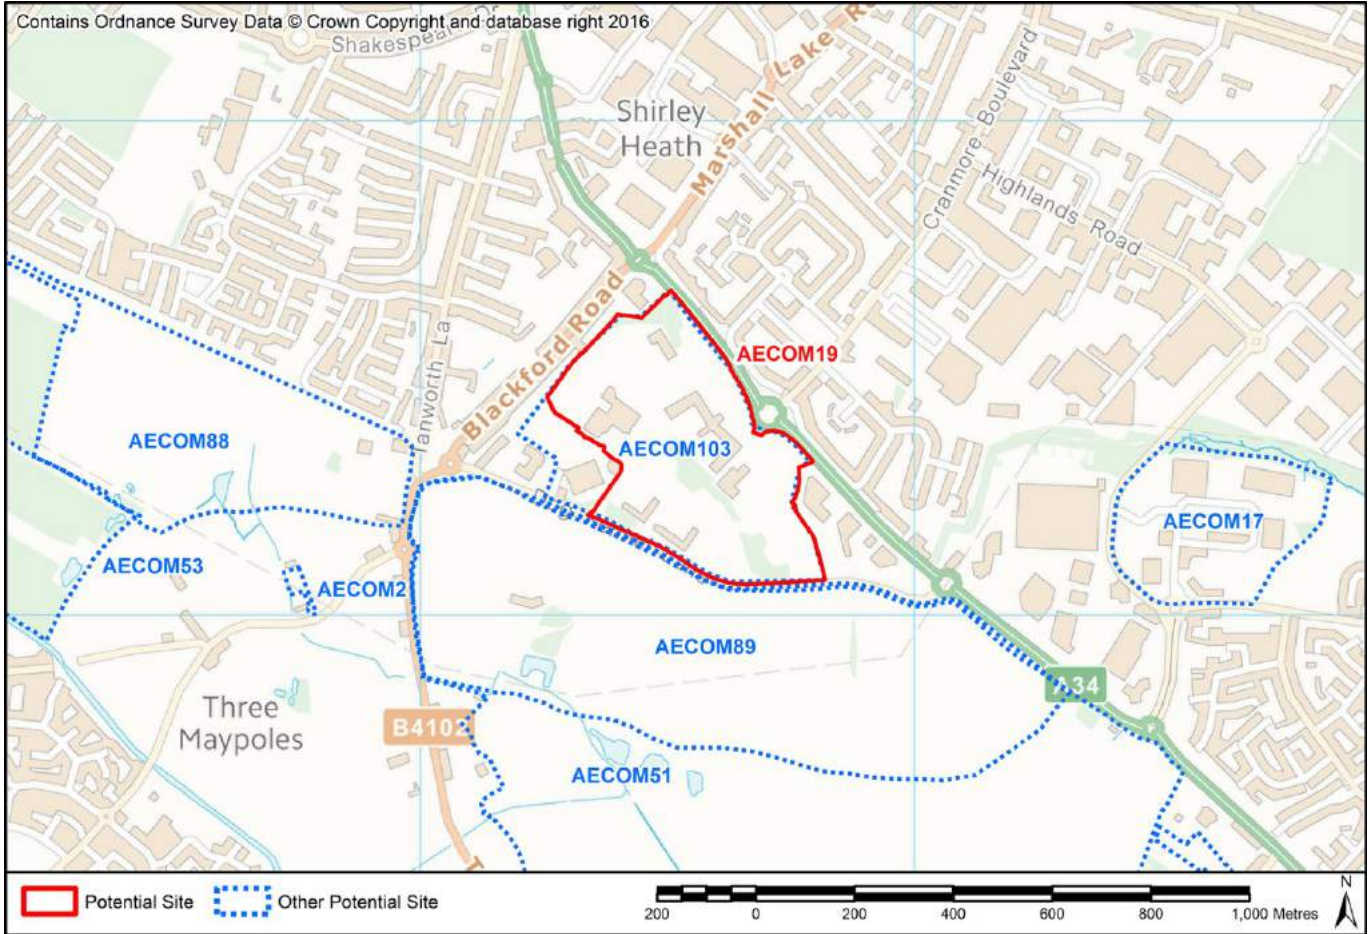 Contains Ordnance Survey Data © Crown Copyright and database right 2016
Shakespeare
Shirley
Heath
Marshall Lake
Cranmore Boulevard
Highlands Road
Blackford Road
Tanworth La
AECOM19
AECOM88
AECOM103
AECOM17
AECOM53
AECOM2
AECOM89
A34
Three
Maypoles
B4102
AECOM51
Potential Site
Other Potential Site
200 0 200 400 600 800 1,000 Metres
N